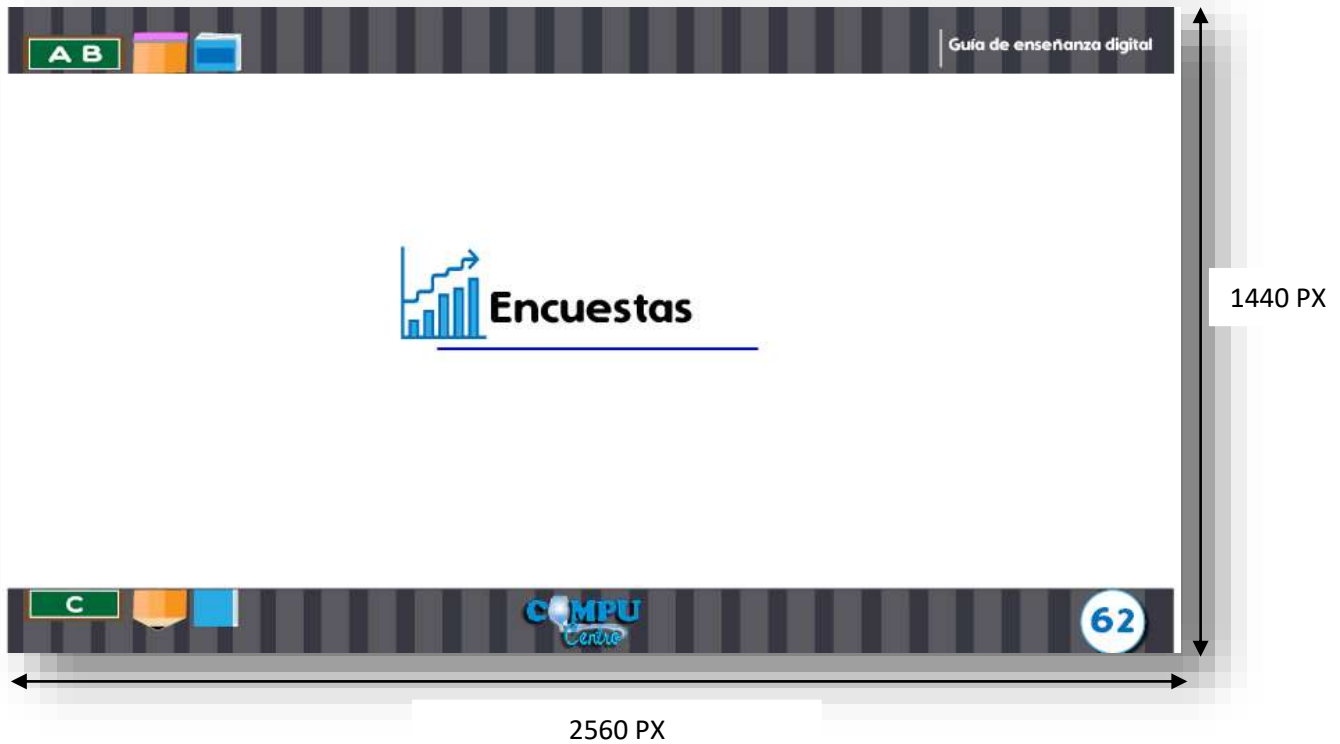 A B
Guía de enseñanza digital
Encuestas
1440 PX
C
COMPU
Centro
62
2560 PX